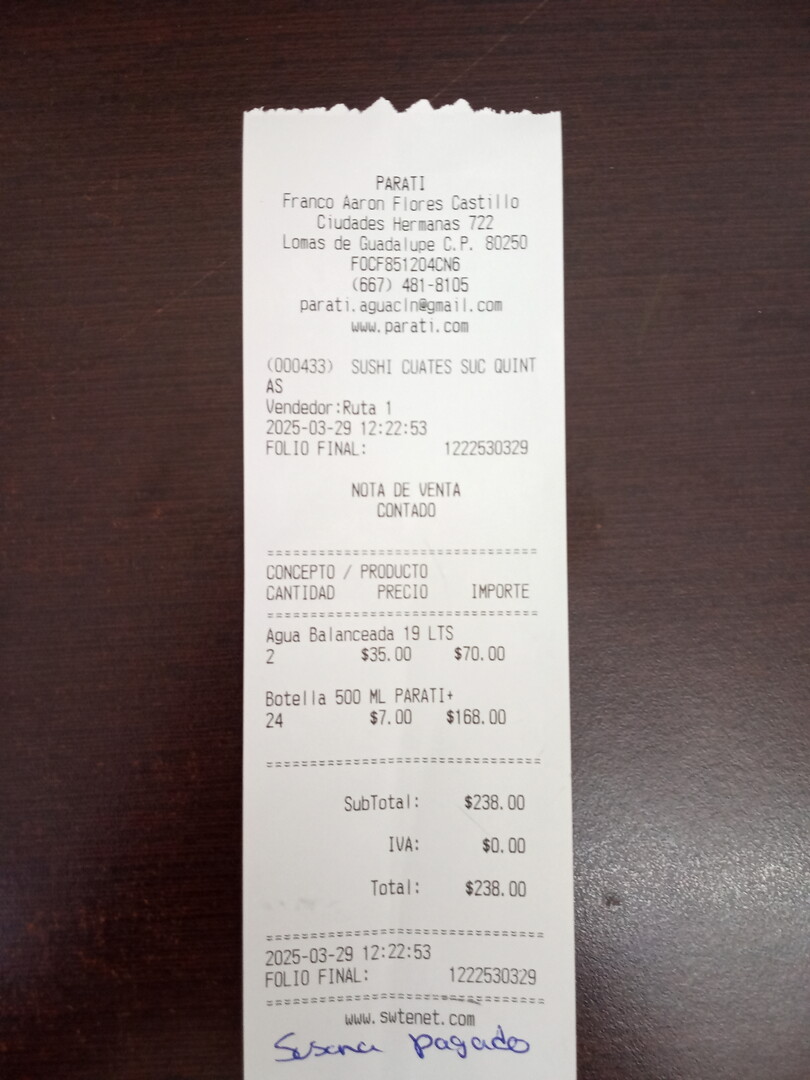 PARATI
Franco Aaron Flores Castillo
Ciudades Hermanas 722
Lomas de Guadalupe C.P. 80250
FOCF851204CN6
(667) 481-8105
parati.aguacln@gmail.com
www.parati.com
(000433)  SUSHI CUATES SUC QUINT
AS
Vendedor:Ruta 1
2025-03-29 12:22:53
FOLIO FINAL: 1222530329
NOTA DE VENTA
CONTADO
================================
CONCEPTO / PRODUCTO
CANTIDAD PRECIO IMPORTE
================================
Agua Balanceada 19 LTS
2 $35.00 $70.00
Botella 500 ML PARATI+
24 $7.00 $168.00
================================
SubTotal: $238.00
IVA: $0.00
Total: $238.00
================================
2025-03-29 12:22:53
FOLIO FINAL: 1222530329
================================
www.swtenet.com
Susana pagado